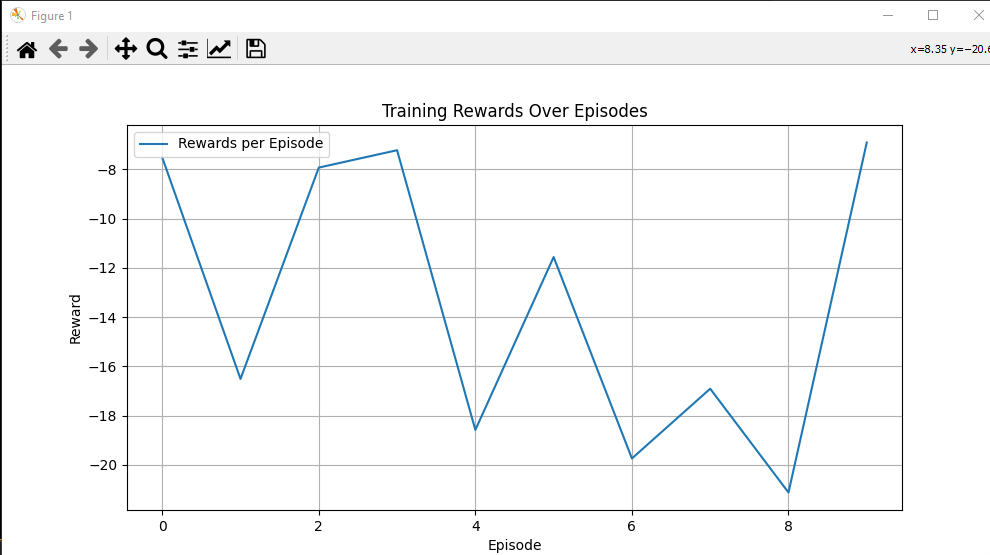 Figure 1
x=8.35 y=−20.6
Training Rewards Over Episodes
Rewards per Episode
−8
−10
−12
−14
−16
−18
−20
Reward
0 2 4 6 8
Episode